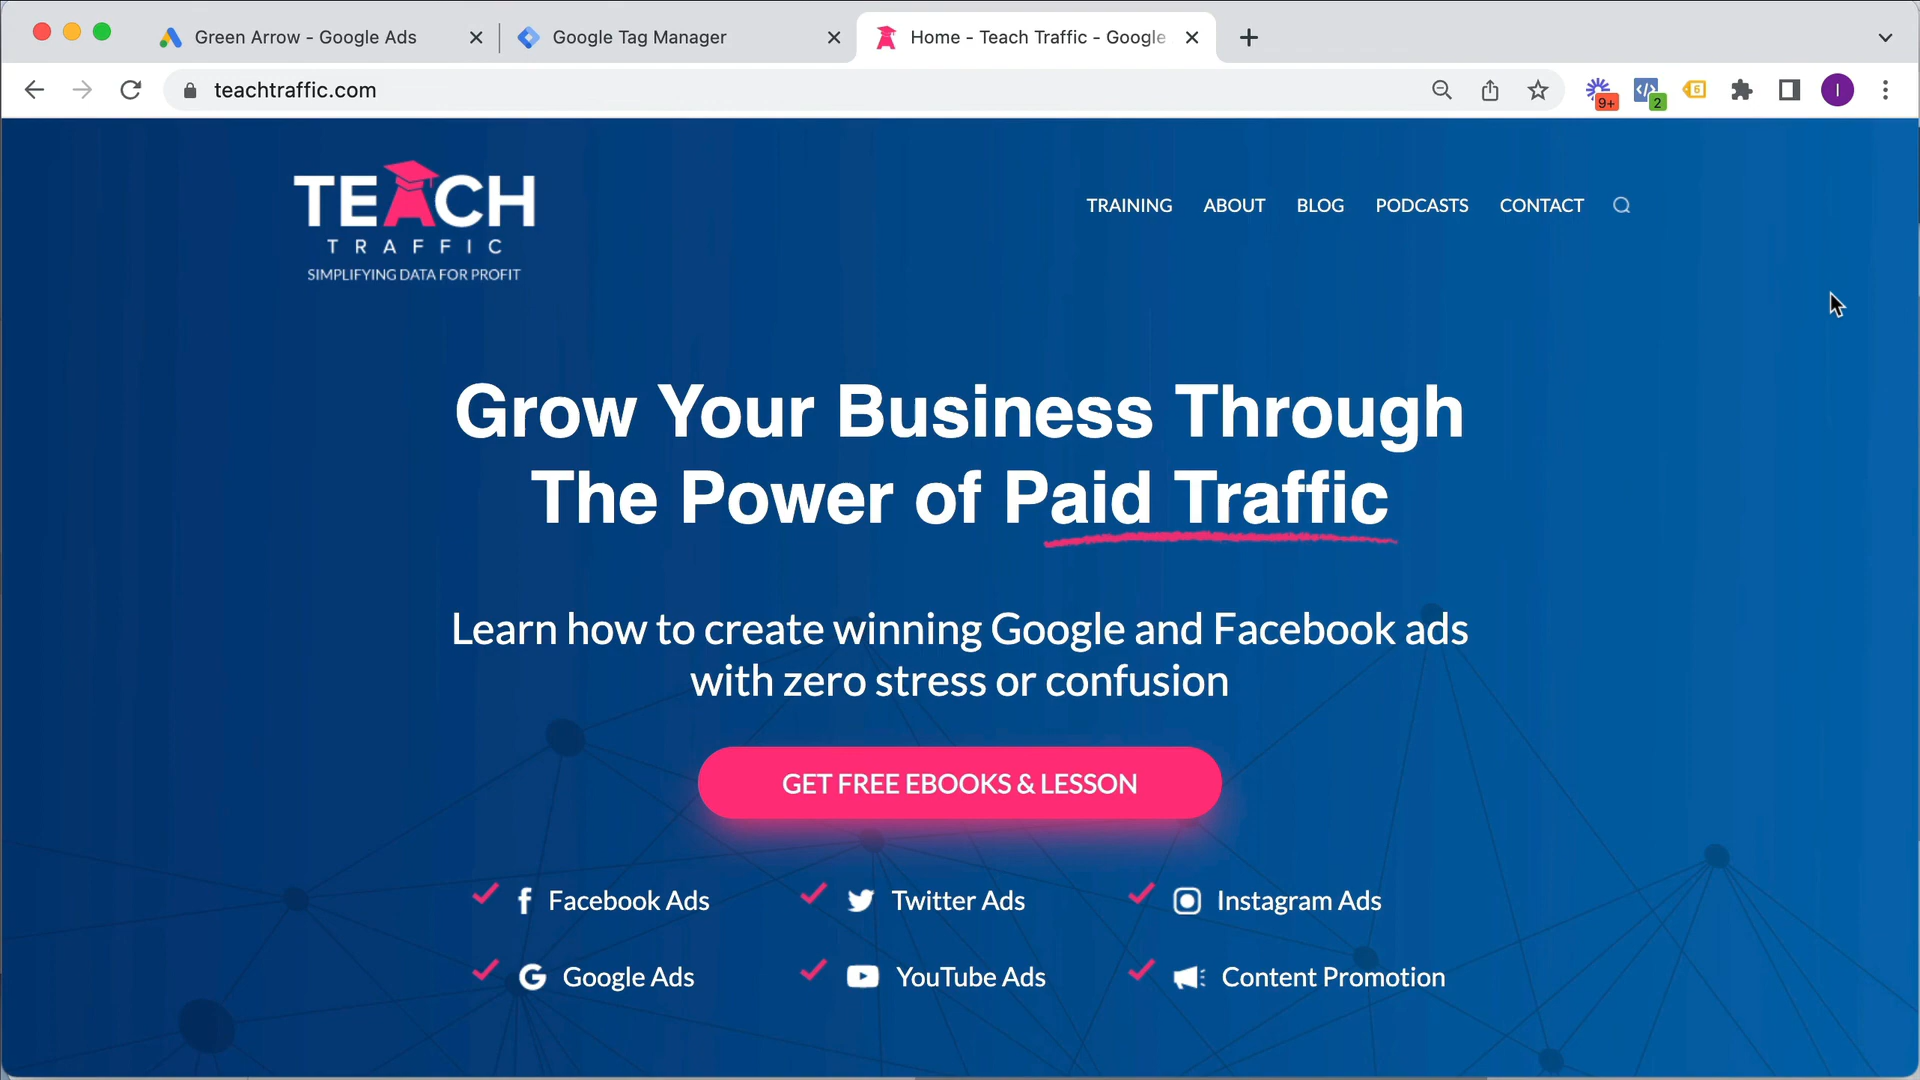 Green Arrow - Google Ads
Google Tag Manager
Home - Teach Traffic - Google
teachtraffic.com
9+
2
6
I
TEACH
TRAFFIC
SIMPLIFYING DATA FOR PROFIT
TRAINING
ABOUT
BLOG
PODCASTS
CONTACT
Grow Your Business Through
The Power of Paid Traffic
Learn how to create winning Google and Facebook ads
with zero stress or confusion
GET FREE EBOOKS & LESSON
Facebook Ads
Twitter Ads
Instagram Ads
Google Ads
YouTube Ads
Content Promotion